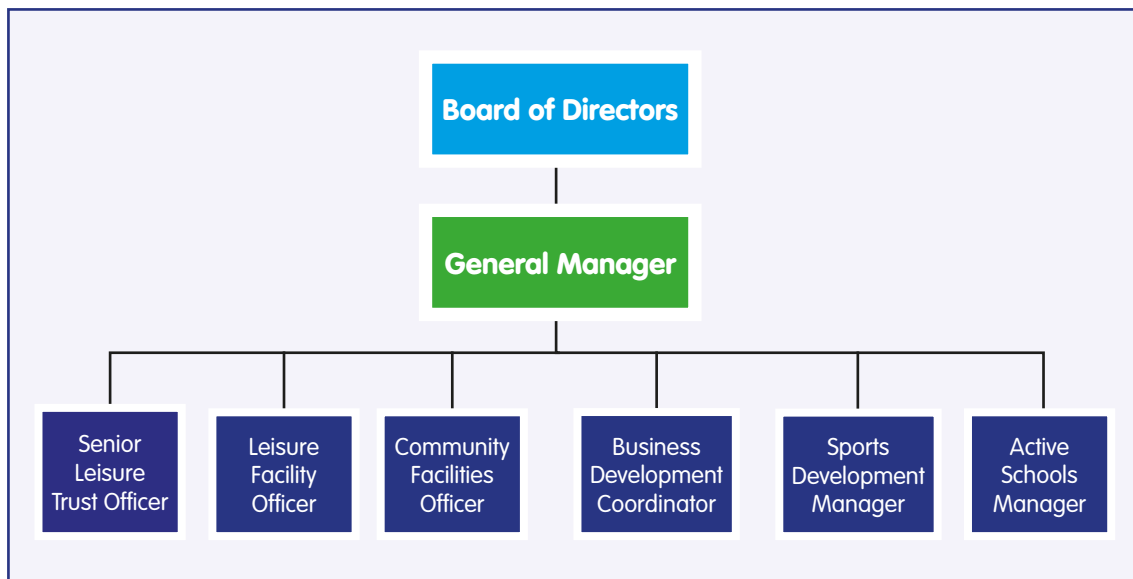 Board of Directors
General Manager
Senior
Leisure
Trust Officer
Leisure
Facility
Officer
Community
Facilities
Officer
Business
Development
Coordinator
Sports
Development
Manager
Active
Schools
Manager